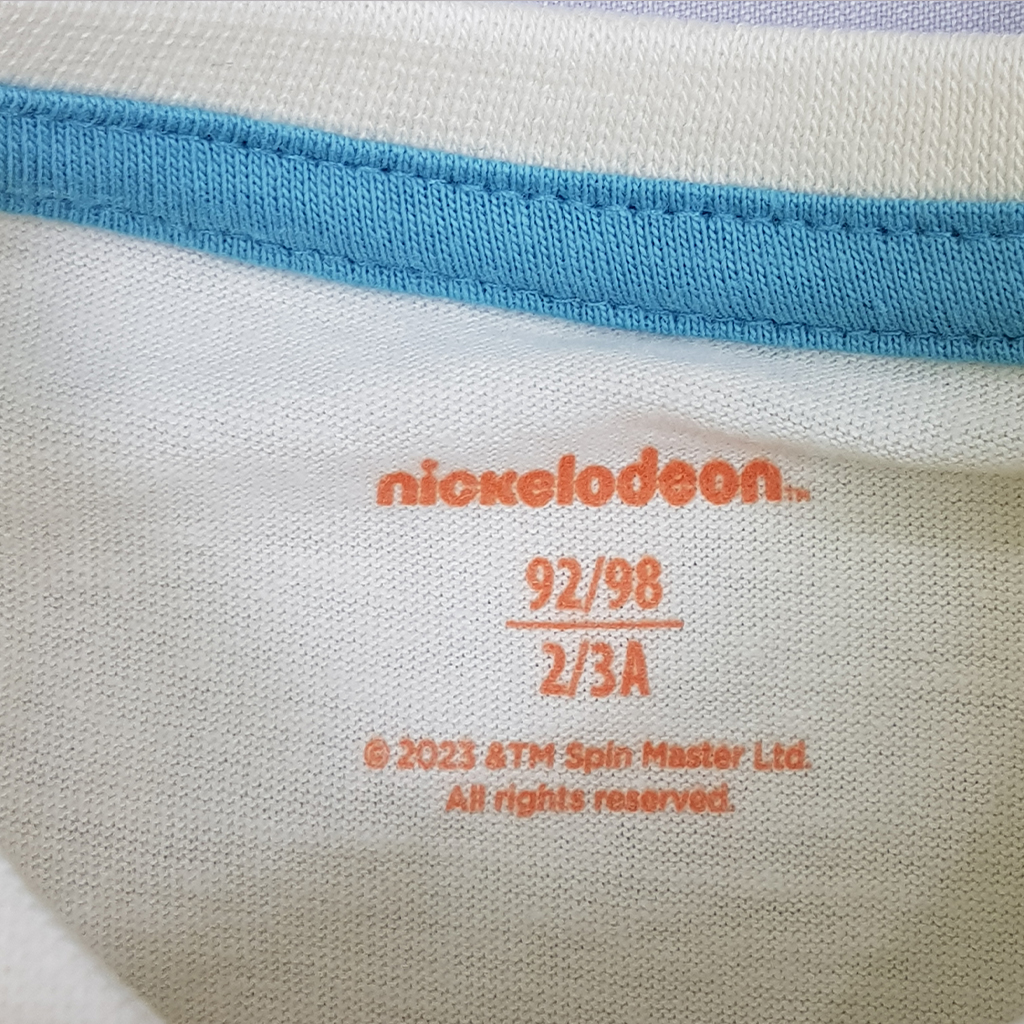 nickelodeon™
92/98
2/3A
© 2023 &TM Spin Master Ltd.
All rights reserved.